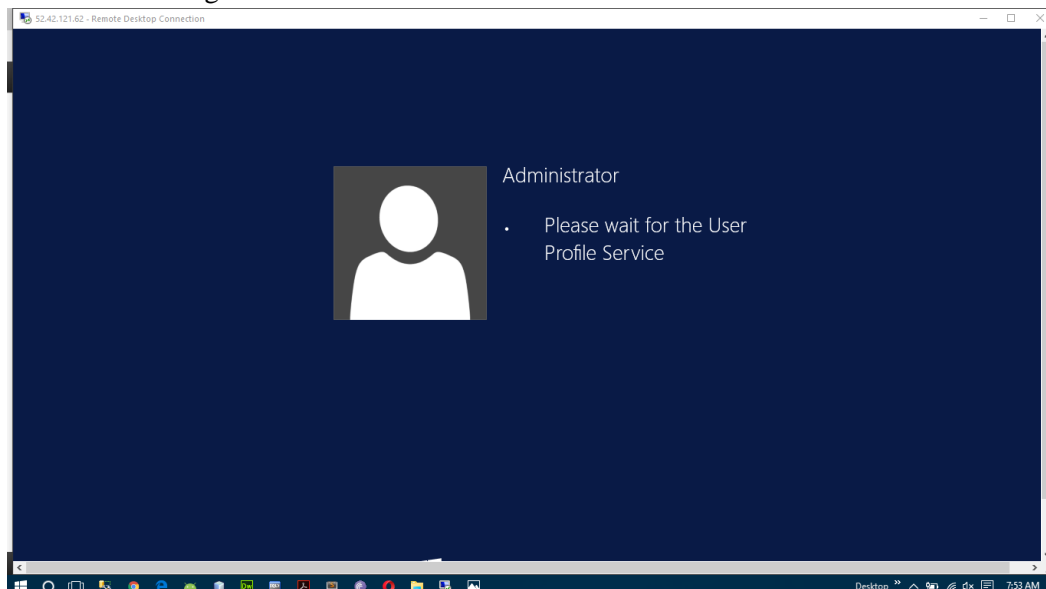 52.42.121.62 - Remote Desktop Connection
Administrator
Please wait for the User
Profile Service
Dw
Desktop
7:53 AM